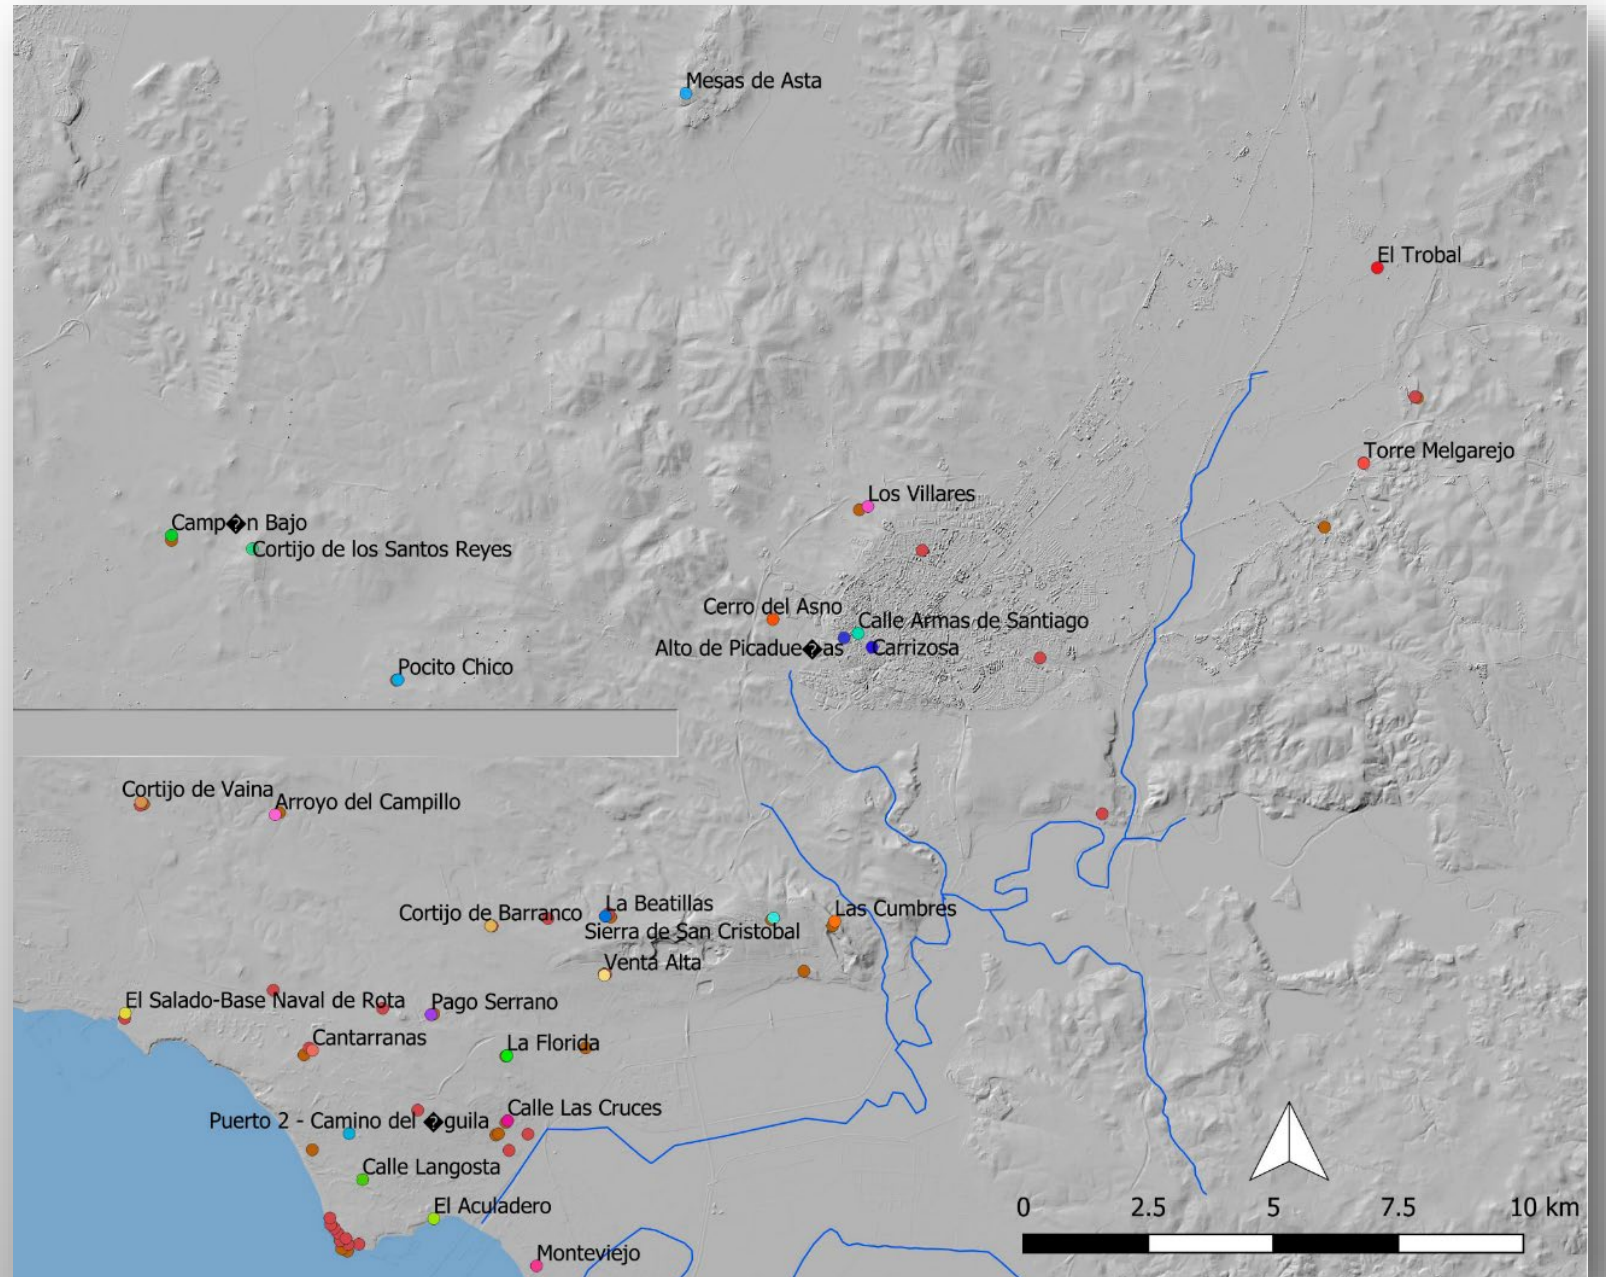 Mesas de Asta
El Trobal
Torre Melgarejo
Los Villares
Camp�n Bajo
Cortijo de los Santos Reyes
Cerro del Asno
Calle Armas de Santiago
Alto de Picadue�as
Carrizosa
Pocito Chico
Cortijo de Vaina
Arroyo del Campillo
La Beatillas
Cortijo de Barranco
Las Cumbres
Sierra de San Cristobal
Venta Alta
El Salado-Base Naval de Rota
Pago Serrano
Cantarranas
La Florida
Calle Las Cruces
Puerto 2 - Camino del �guila
Calle Langosta
El Aculadero
0 2.5 5 7.5 10 km
Monteviejo